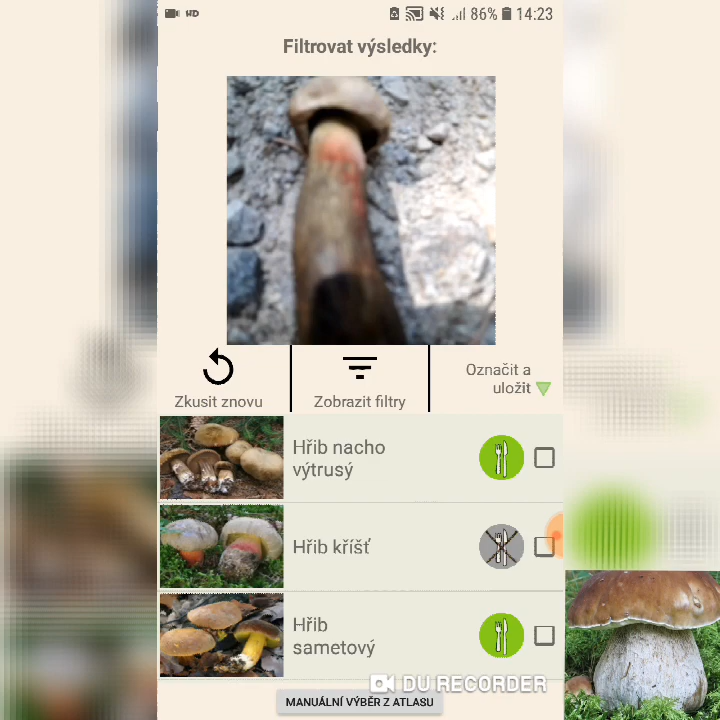 HD 86% 14:23
Filtrovat výsledky:
Zkusit znovu
Zobrazit filtry
Označit a
uložit
Hřib nacho
výtrusý
Hřib kříšť
Hřib
sametový
DU RECORDER
MANUÁLNÍ VÝBĚR Z ATLASU